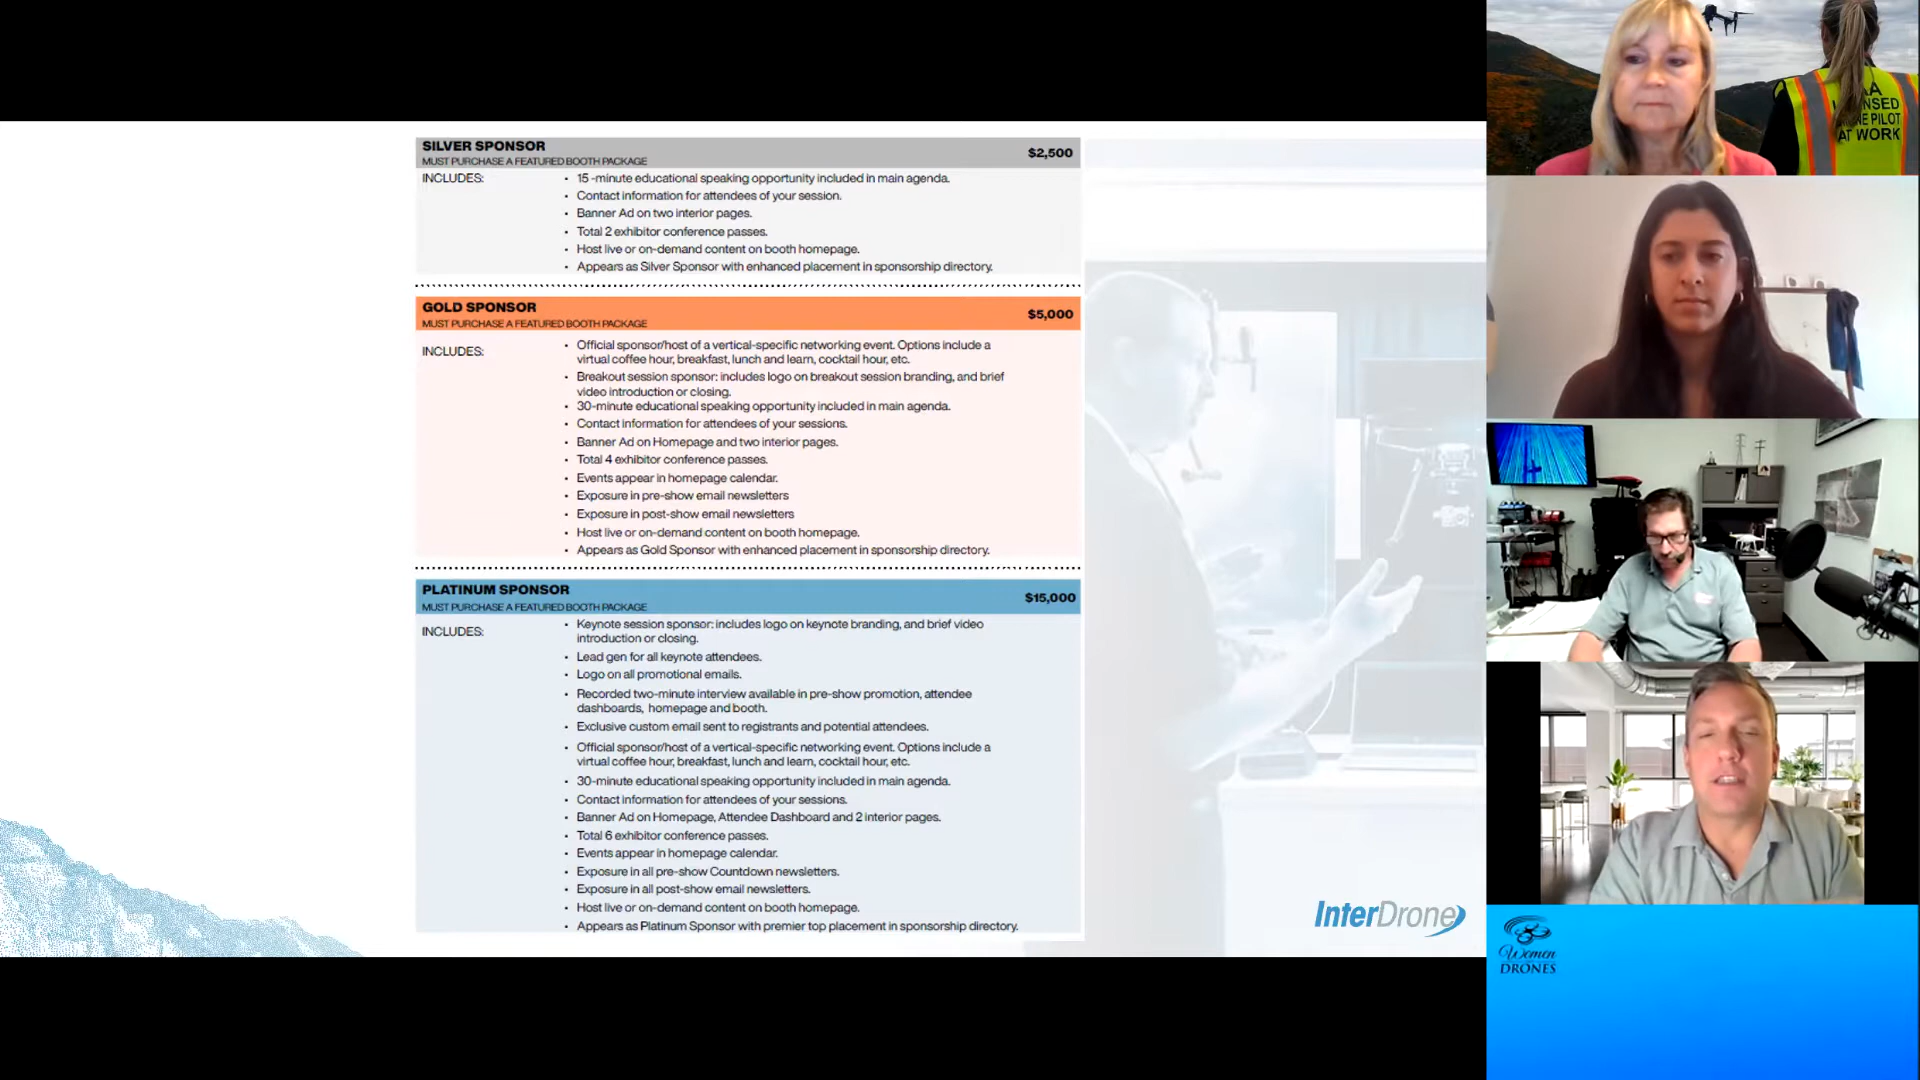 SILVER SPONSOR
MUST PURCHASE A FEATURED BOOTH PACKAGE
$2,500
INCLUDES:
• 15-minute educational speaking opportunity included in main agenda.
• Contact information for attendees of your session.
• Banner Ad on two interior pages.
• Total 2 exhibitor conference passes.
• Host live or on-demand content on booth homepage.
• Appears as Silver Sponsor with enhanced placement in sponsorship directory.
GOLD SPONSOR
MUST PURCHASE A FEATURED BOOTH PACKAGE
$5,000
INCLUDES:
• Official sponsor/host of a vertical-specific networking event. Options include a
virtual coffee hour, breakfast, lunch and learn, cocktail hour, etc.
• Breakout session sponsor: includes logo on breakout session branding, and brief
video introduction or closing.
• 30-minute educational speaking opportunity included in main agenda.
• Contact information for attendees of your sessions.
• Banner Ad on Homepage and two interior pages.
• Total 4 exhibitor conference passes.
• Events appear in homepage calendar.
• Exposure in pre-show email newsletters
• Exposure in post-show email newsletters
• Host live or on-demand content on booth homepage.
• Appears as Gold Sponsor with enhanced placement in sponsorship directory.
PLATINUM SPONSOR
MUST PURCHASE A FEATURED BOOTH PACKAGE
$15,000
INCLUDES:
• Keynote session sponsor: includes logo on keynote branding, and brief video
introduction or closing.
• Lead gen for all keynote attendees.
• Logo on all promotional emails.
• Recorded two-minute interview available in pre-show promotion, attendee
dashboards, homepage and booth.
• Exclusive custom email sent to registrants and potential attendees.
• Official sponsor/host of a vertical-specific networking event. Options include a
virtual coffee hour, breakfast, lunch and learn, cocktail hour, etc.
• 30-minute educational speaking opportunity included in main agenda.
• Contact information for attendees of your sessions.
• Banner Ad on Homepage, Attendee Dashboard and 2 interior pages.
• Total 6 exhibitor conference passes.
• Events appear in homepage calendar.
• Exposure in all pre-show Countdown newsletters.
• Exposure in all post-show email newsletters.
• Host live or on-demand content on booth homepage.
• Appears as Platinum Sponsor with premier top placement in sponsorship directory.
InterDrone
PILOT
AT WORK
Women
DRONES